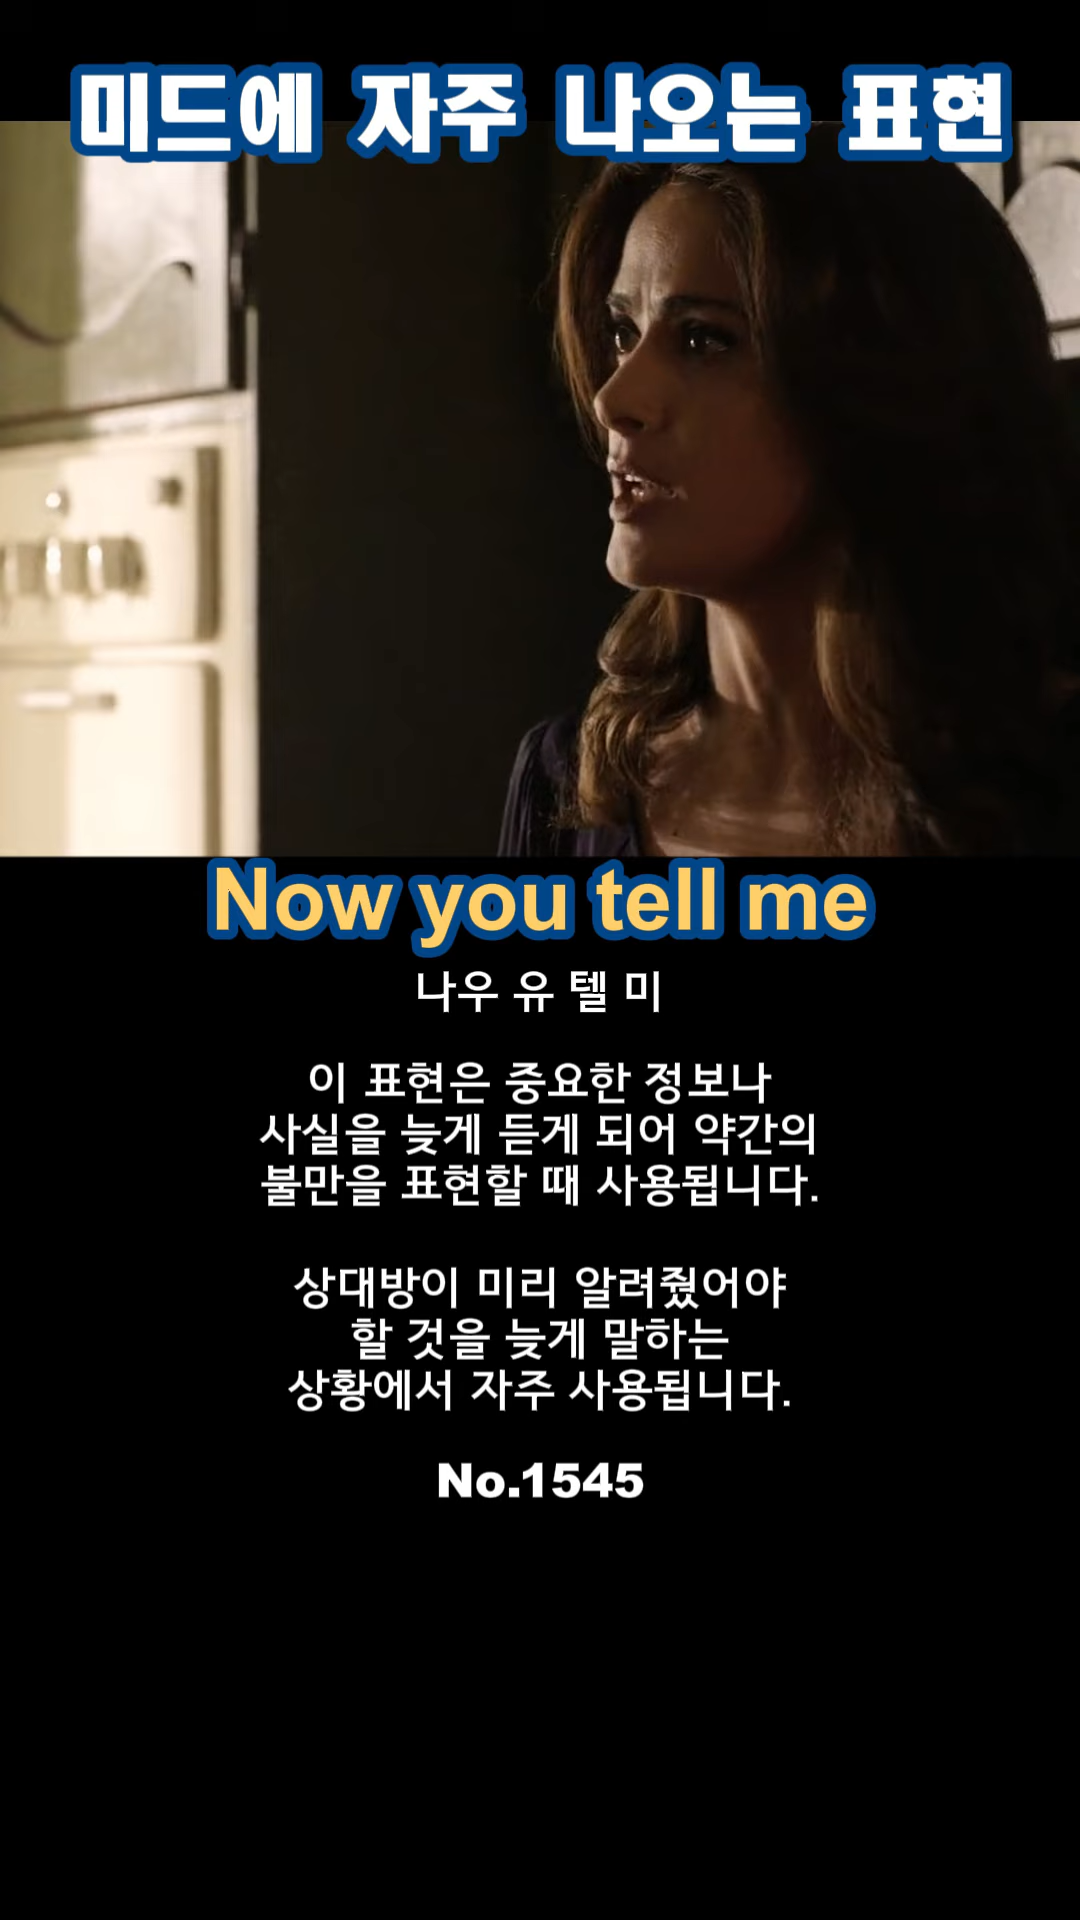 미드에 자주 나오는 표현
Now you tell me
나우 유 텔 미
이 표현은 중요한 정보나
사실을 늦게 듣게 되어 약간의
불만을 표현할 때 사용됩니다.
상대방이 미리 알려줬어야
할 것을 늦게 말하는
상황에서 자주 사용됩니다.
No.1545